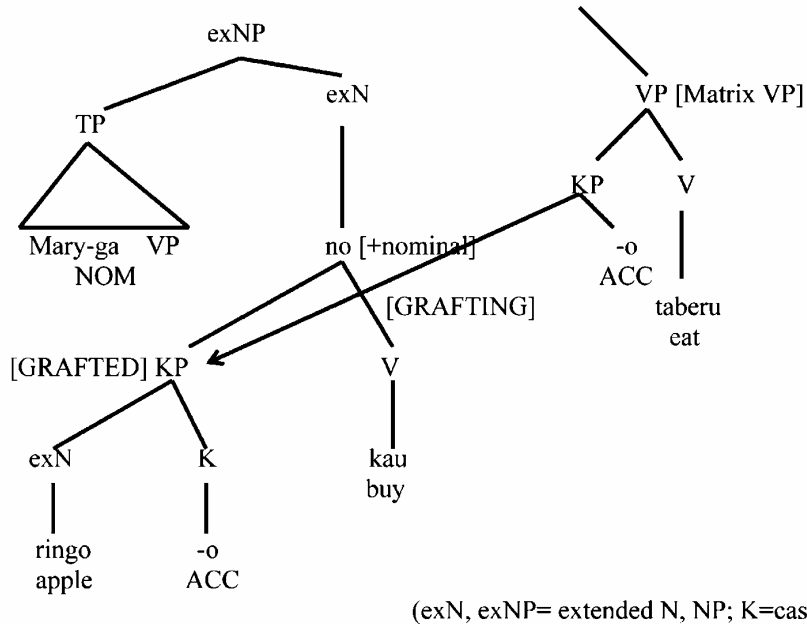 exNP
exN
VP [Matrix VP]
TP
KP V
Mary-ga VP
NOM
no [+nominal]
-o
ACC
taberu
eat
[GRAFTING]
[GRAFTED] KP
V
exN K
kau
buy
ringo -o
apple ACC
(exN, exNP= extended N, NP; K=cas